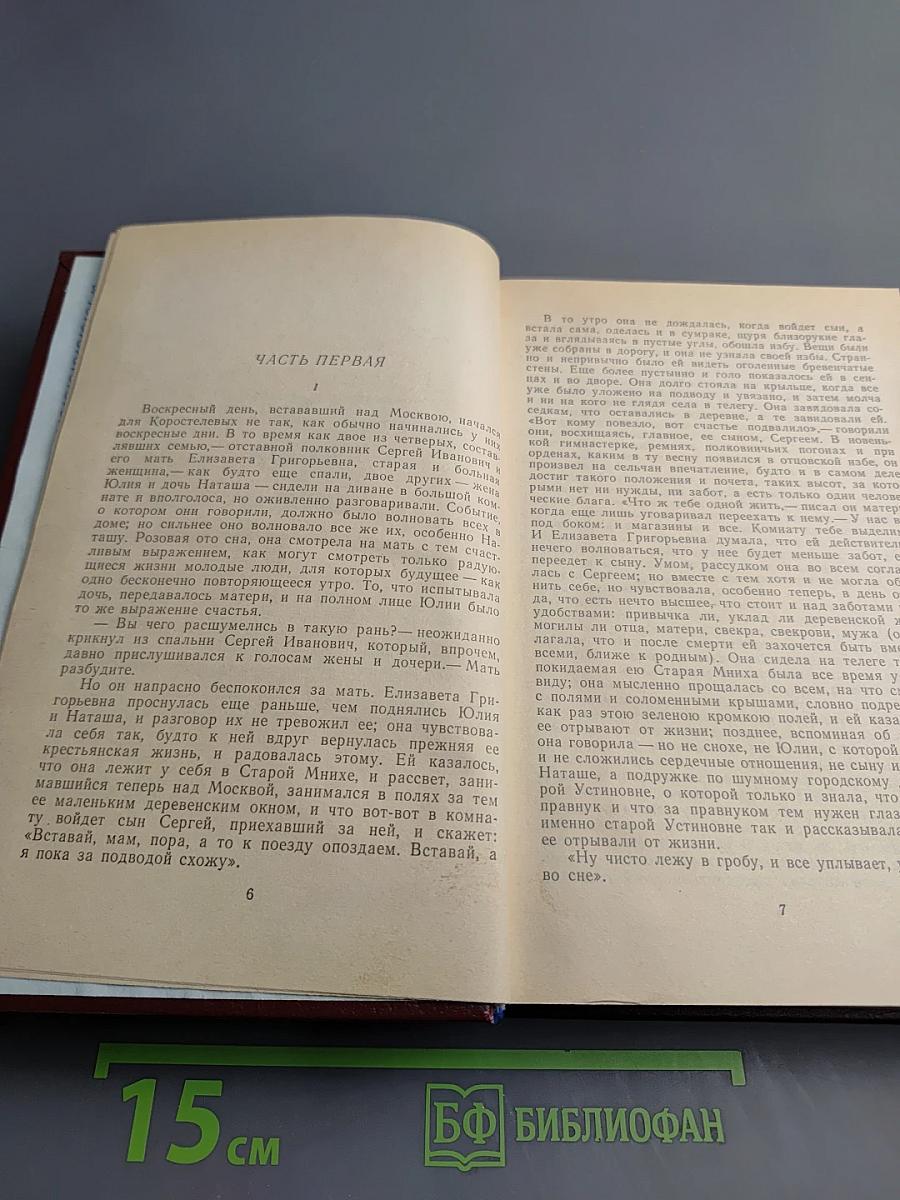 ЧАСТЬ ПЕРВАЯ
1
Воскресный день, встававший над Москвою, начался
для Коростелевых не так, как обычно начинались у них
воскресные дни. В то время как двое из четверых, состав-
лявших семью,— отставной полковник Сергей Иванович и
его мать Елизавета Григорьевна, старая и больная
женщина,— как будто еще спали, двое других — жена
Юлия и дочь Наташа — сидели на диване в большой ком-
нате и вполголоса, но оживленно разговаривали. Событие,
о котором они говорили, должно было волновать всех в
доме; но сильнее оно волновало все же их, особенно На-
ташу. Розовая ото сна, она смотрела на мать с тем счаст-
ливым выражением, как могут смотреть только радую-
щиеся жизни молодые люди, для которых будущее — как
одно бесконечно повторяющееся утро. То, что испытывала
дочь, передавалось матери, и на полном лице Юлии было
то же выражение счастья.
— Вы чего расшумелись в такую рань?— неожиданно
крикнул из спальни Сергей Иванович, который, впрочем,
давно прислушивался к голосам жены и дочери.— Мать
разбудите.
Но он напрасно беспокоился за мать. Елизавета Гри-
горьевна проснулась еще раньше, чем поднялись Юлия
и Наташа, и разговор их не тревожил ее; она чувствова-
ла себя так, будто к ней вдруг вернулась прежняя ее
крестьянская жизнь, и радовалась этому. Ей казалось,
что она лежит у себя в Старой Мнихе, и рассвет, зани-
мавшийся теперь над Москвой, занимался в полях за тем
ее маленьким деревенским окном, и что вот-вот в комна-
ту войдет сын Сергей, приехавший за ней, и скажет:
«Вставай, мам, пора, а то к поезду опоздаем. Вставай, а
я пока за подводой схожу».
6
В то утро она не дождалась, когда войдет сын, а
встала сама, оделась и в сумраке, щуря близорукие гла-
за и вглядываясь в пустые углы, обошла избу. Вещи были
уже собраны в дорогу, и она не узнала своей избы. Стран-
но и непривычно было ей видеть оголенные бревенчатые
стены. Еще более пустынно и голо показалось ей в сен-
цах и во дворе. Она долго стояла на крыльце, когда все
уже было уложено на подводу и увязано, и затем молча
и ни на кого не глядя села в телегу. Она завидовала со-
седкам, что оставались в деревне, а те завидовали ей.
«Вот кому повезло, вот счастье подвалило»,— говорили
они, восхищаясь, главное, ее сыном, Сергеем. В новень-
кой гимнастерке, ремнях, полковничьих погонах и при
орденах, каким в ту весну появился в отцовской избе, он
произвел на сельчан впечатление, будто и в самом деле
достиг такого положения и почета, таких высот, за кото-
рыми нет ни нужды, ни забот, а есть только одни челове-
ческие блага. «Что ж тебе одной жить,— писал он матери,
когда еще лишь уговаривал переехать к нему.— У нас в
под боком: и магазины и все. Комнату тебе выделим
И Елизавета Григорьевна думала, что ей действитель
нечего волноваться, что у нее будет меньше забот, е
переедет к сыну. Умом, рассудком она во всем согла
лась с Сергеем; но вместе с тем хотя и не могла об
нить себе, но чувствовала, особенно теперь, в день о
да, что есть нечто высшее, что стоит и над заботами
удобствами: привычка ли, уклад ли деревенской ж
могилы ли отца, матери, свекра, свекрови, мужа (о
лагала, что и после смерти ей захочется быть вме
всеми, ближе к родным). Она сидела на телеге т
покидаемая ею Старая Мниха была все время у
виду; она мысленно прощалась со всем, на что с
с полями и соломенными крышами, словно подре
как раз этою зеленою кромкою полей, и ей каза
ее отрывают от жизни; позднее, вспоминая об
она говорила — но не снохе, не Юлии, с которой
и не сложились сердечные отношения, не сыну и
Наташе, а подружке по шумному городскому
рой Устиновне, о которой только и знала, что
правнук и что за правнуком тем нужен глаз
именно старой Устиновне так и рассказывала
ее отрывали от жизни.
«Ну чисто лежу в гробу, и все уплывает, у
во сне».
7
15 см
БФ БИБЛИОФАН